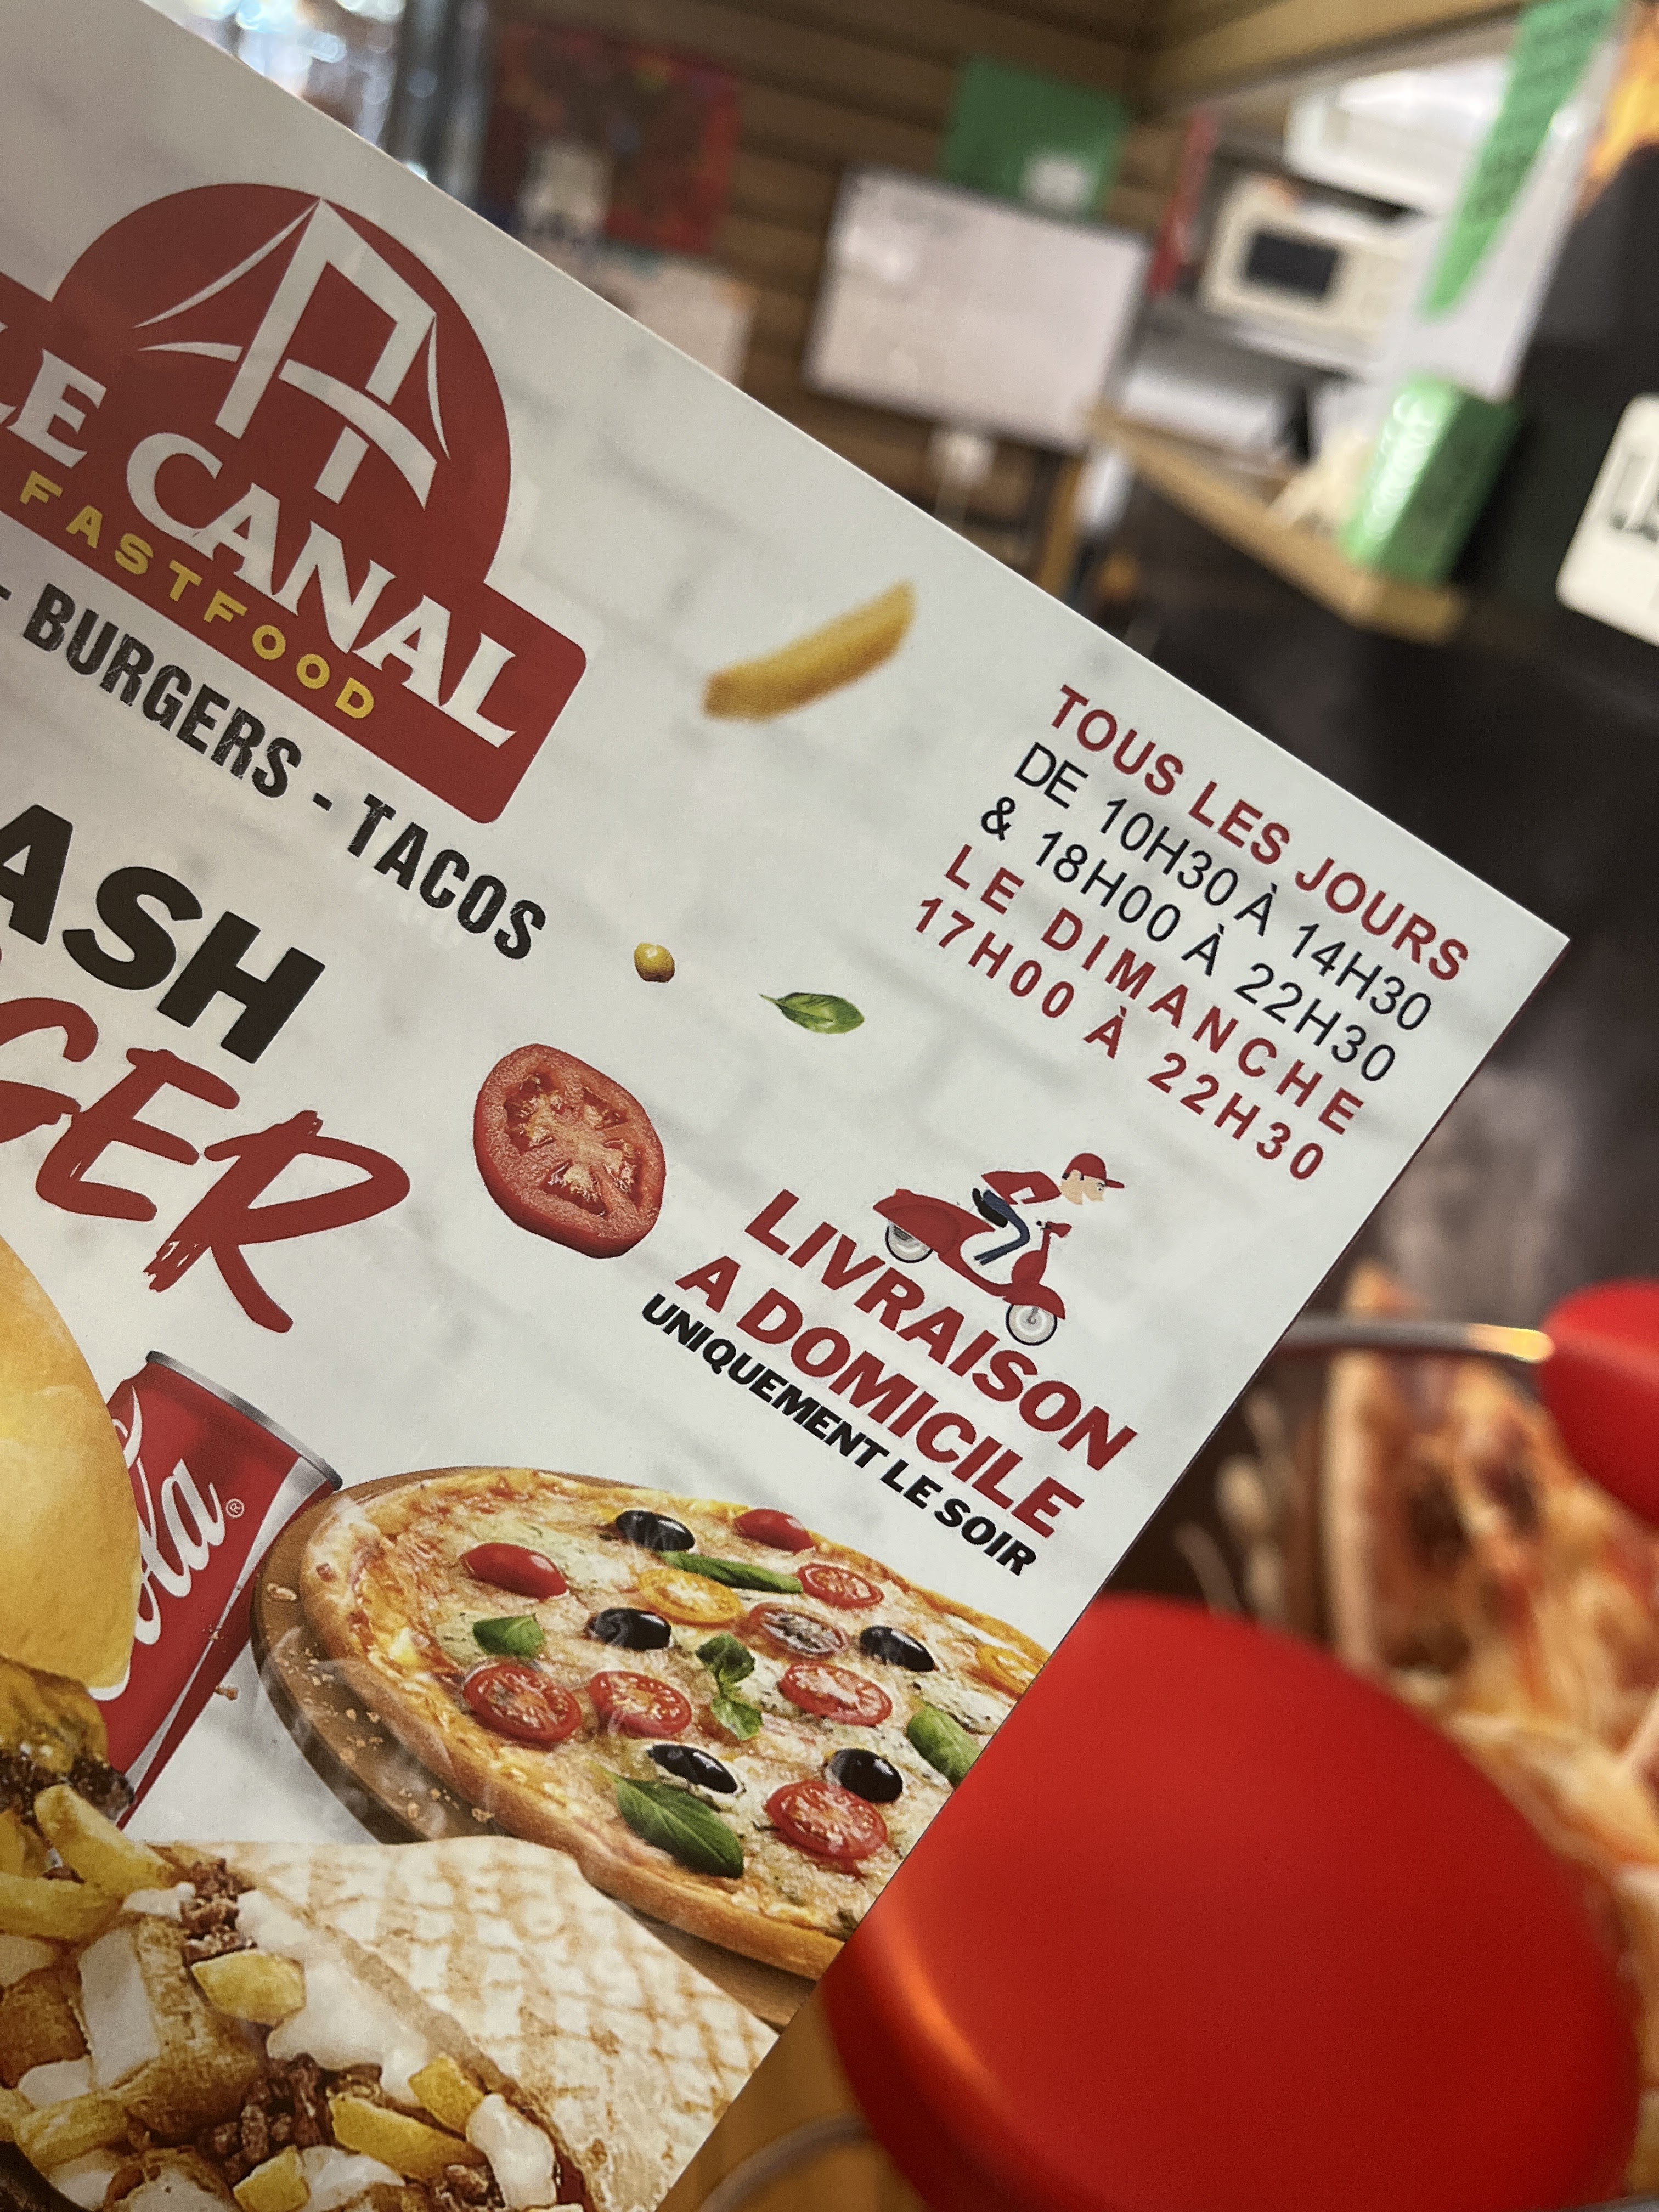 LE CANAL
FASTFOOD
- BURGERS - TACOS
ASH
GER
TOUS LES JOURS
DE 10H30 À 14H30
& 18H00 À 22H30
LE DIMANCHE
17H00 À 22H30
LIVRAISON
A DOMICILE
UNIQUEMENT LE SOIR
Cola®